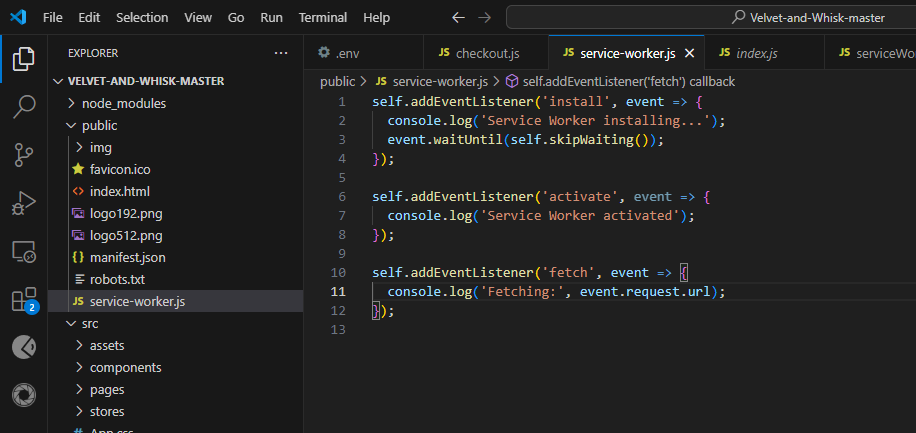 File Edit Selection View Go Run Terminal Help Velvet-and-Whisk-master
EXPLORER
VELVET-AND-WHISK-MASTER
node_modules
public
img
favicon.ico
index.html
logo192.png
logo512.png
manifest.json
robots.txt
JS service-worker.js
src
assets
components
pages
stores
App.css
2
.env JS checkout.js JS service-worker.js JS index.js JS serviceWo
public > JS service-worker.js > self.addEventListener('fetch') callback
1 self.addEventListener('install', event => {
2 console.log('Service Worker installing...');
3 event.waitUntil(self.skipWaiting());
4 });
5
6 self.addEventListener('activate', event => {
7 console.log('Service Worker activated');
8 });
9
10 self.addEventListener('fetch', event => {
11 console.log('Fetching:', event.request.url);
12 });
13